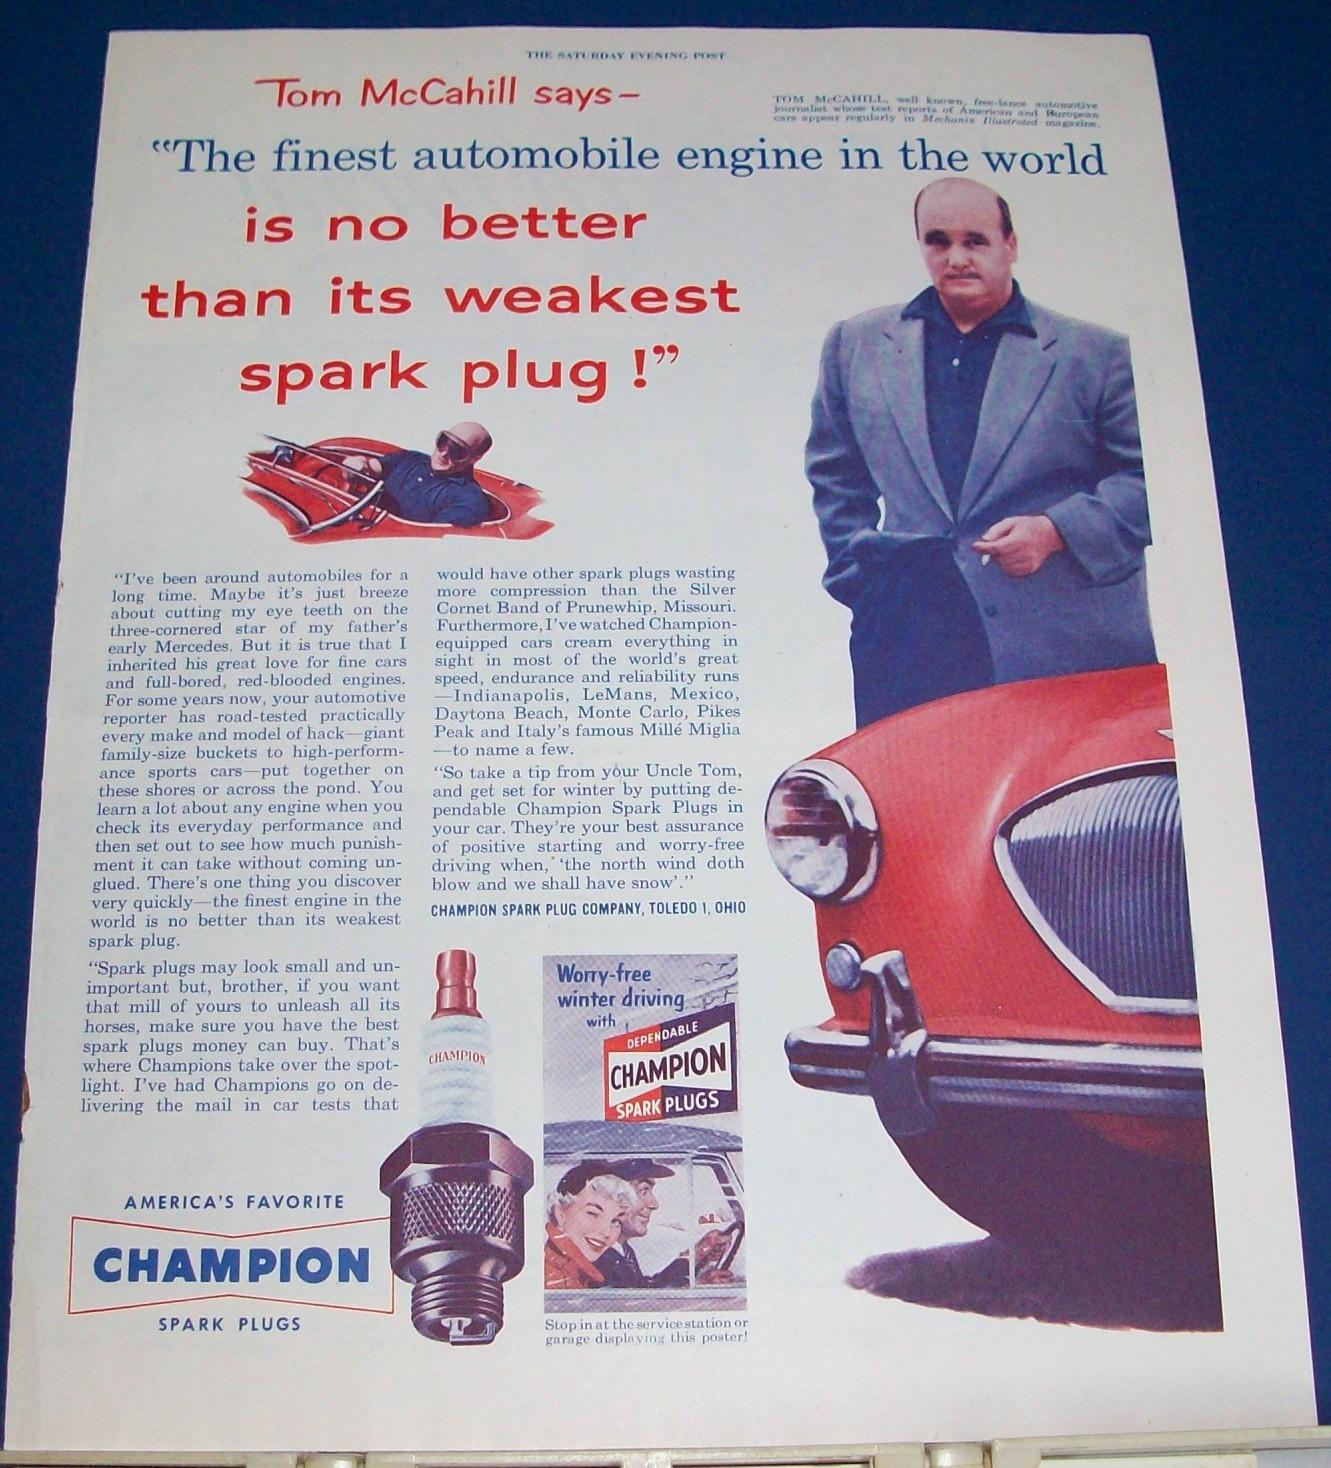 THE SATURDAY EVENING POST
Tom McCahill says–
TOM McCAHILL, well known, free-lance automotive
journalist whose test reports of American and European
cars appear regularly in Mechanix Illustrated magazine.
“The finest automobile engine in the world
is no better
than its weakest
spark plug!”
“I've been around automobiles for a
long time. Maybe it's just breeze
about cutting my eye teeth on the
three-cornered star of my father's
early Mercedes. But it is true that I
inherited his great love for fine cars
and full-bored, red-blooded engines.
For some years now, your automotive
reporter has road-tested practically
every make and model of hack—giant
family-size buckets to high-perform-
ance sports cars—put together on
these shores or across the pond. You
learn a lot about any engine when you
check its everyday performance and
then set out to see how much punish-
ment it can take without coming un-
glued. There's one thing you discover
very quickly—the finest engine in the
world is no better than its weakest
spark plug.
“Spark plugs may look small and un-
important but, brother, if you want
that mill of yours to unleash all its
horses, make sure you have the best
spark plugs money can buy. That's
where Champions take over the spot-
light. I've had Champions go on de-
livering the mail in car tests that
would have other spark plugs wasting
more compression than the Silver
Cornet Band of Prunewhip, Missouri.
Furthermore, I've watched Champion-
equipped cars cream everything in
sight in most of the world's great
speed, endurance and reliability runs
—Indianapolis, LeMans, Mexico,
Daytona Beach, Monte Carlo, Pikes
Peak and Italy's famous Millé Miglia
—to name a few.
“So take a tip from your Uncle Tom,
and get set for winter by putting de-
pendable Champion Spark Plugs in
your car. They're your best assurance
of positive starting and worry-free
driving when, ‘the north wind doth
blow and we shall have snow’.”
CHAMPION SPARK PLUG COMPANY, TOLEDO 1, OHIO
AMERICA'S FAVORITE
CHAMPION
SPARK PLUGS
CHAMPION
Worry-free
winter driving
with
DEPENDABLE
CHAMPION
SPARK PLUGS
Stop in at the service station or
garage displaying this poster!